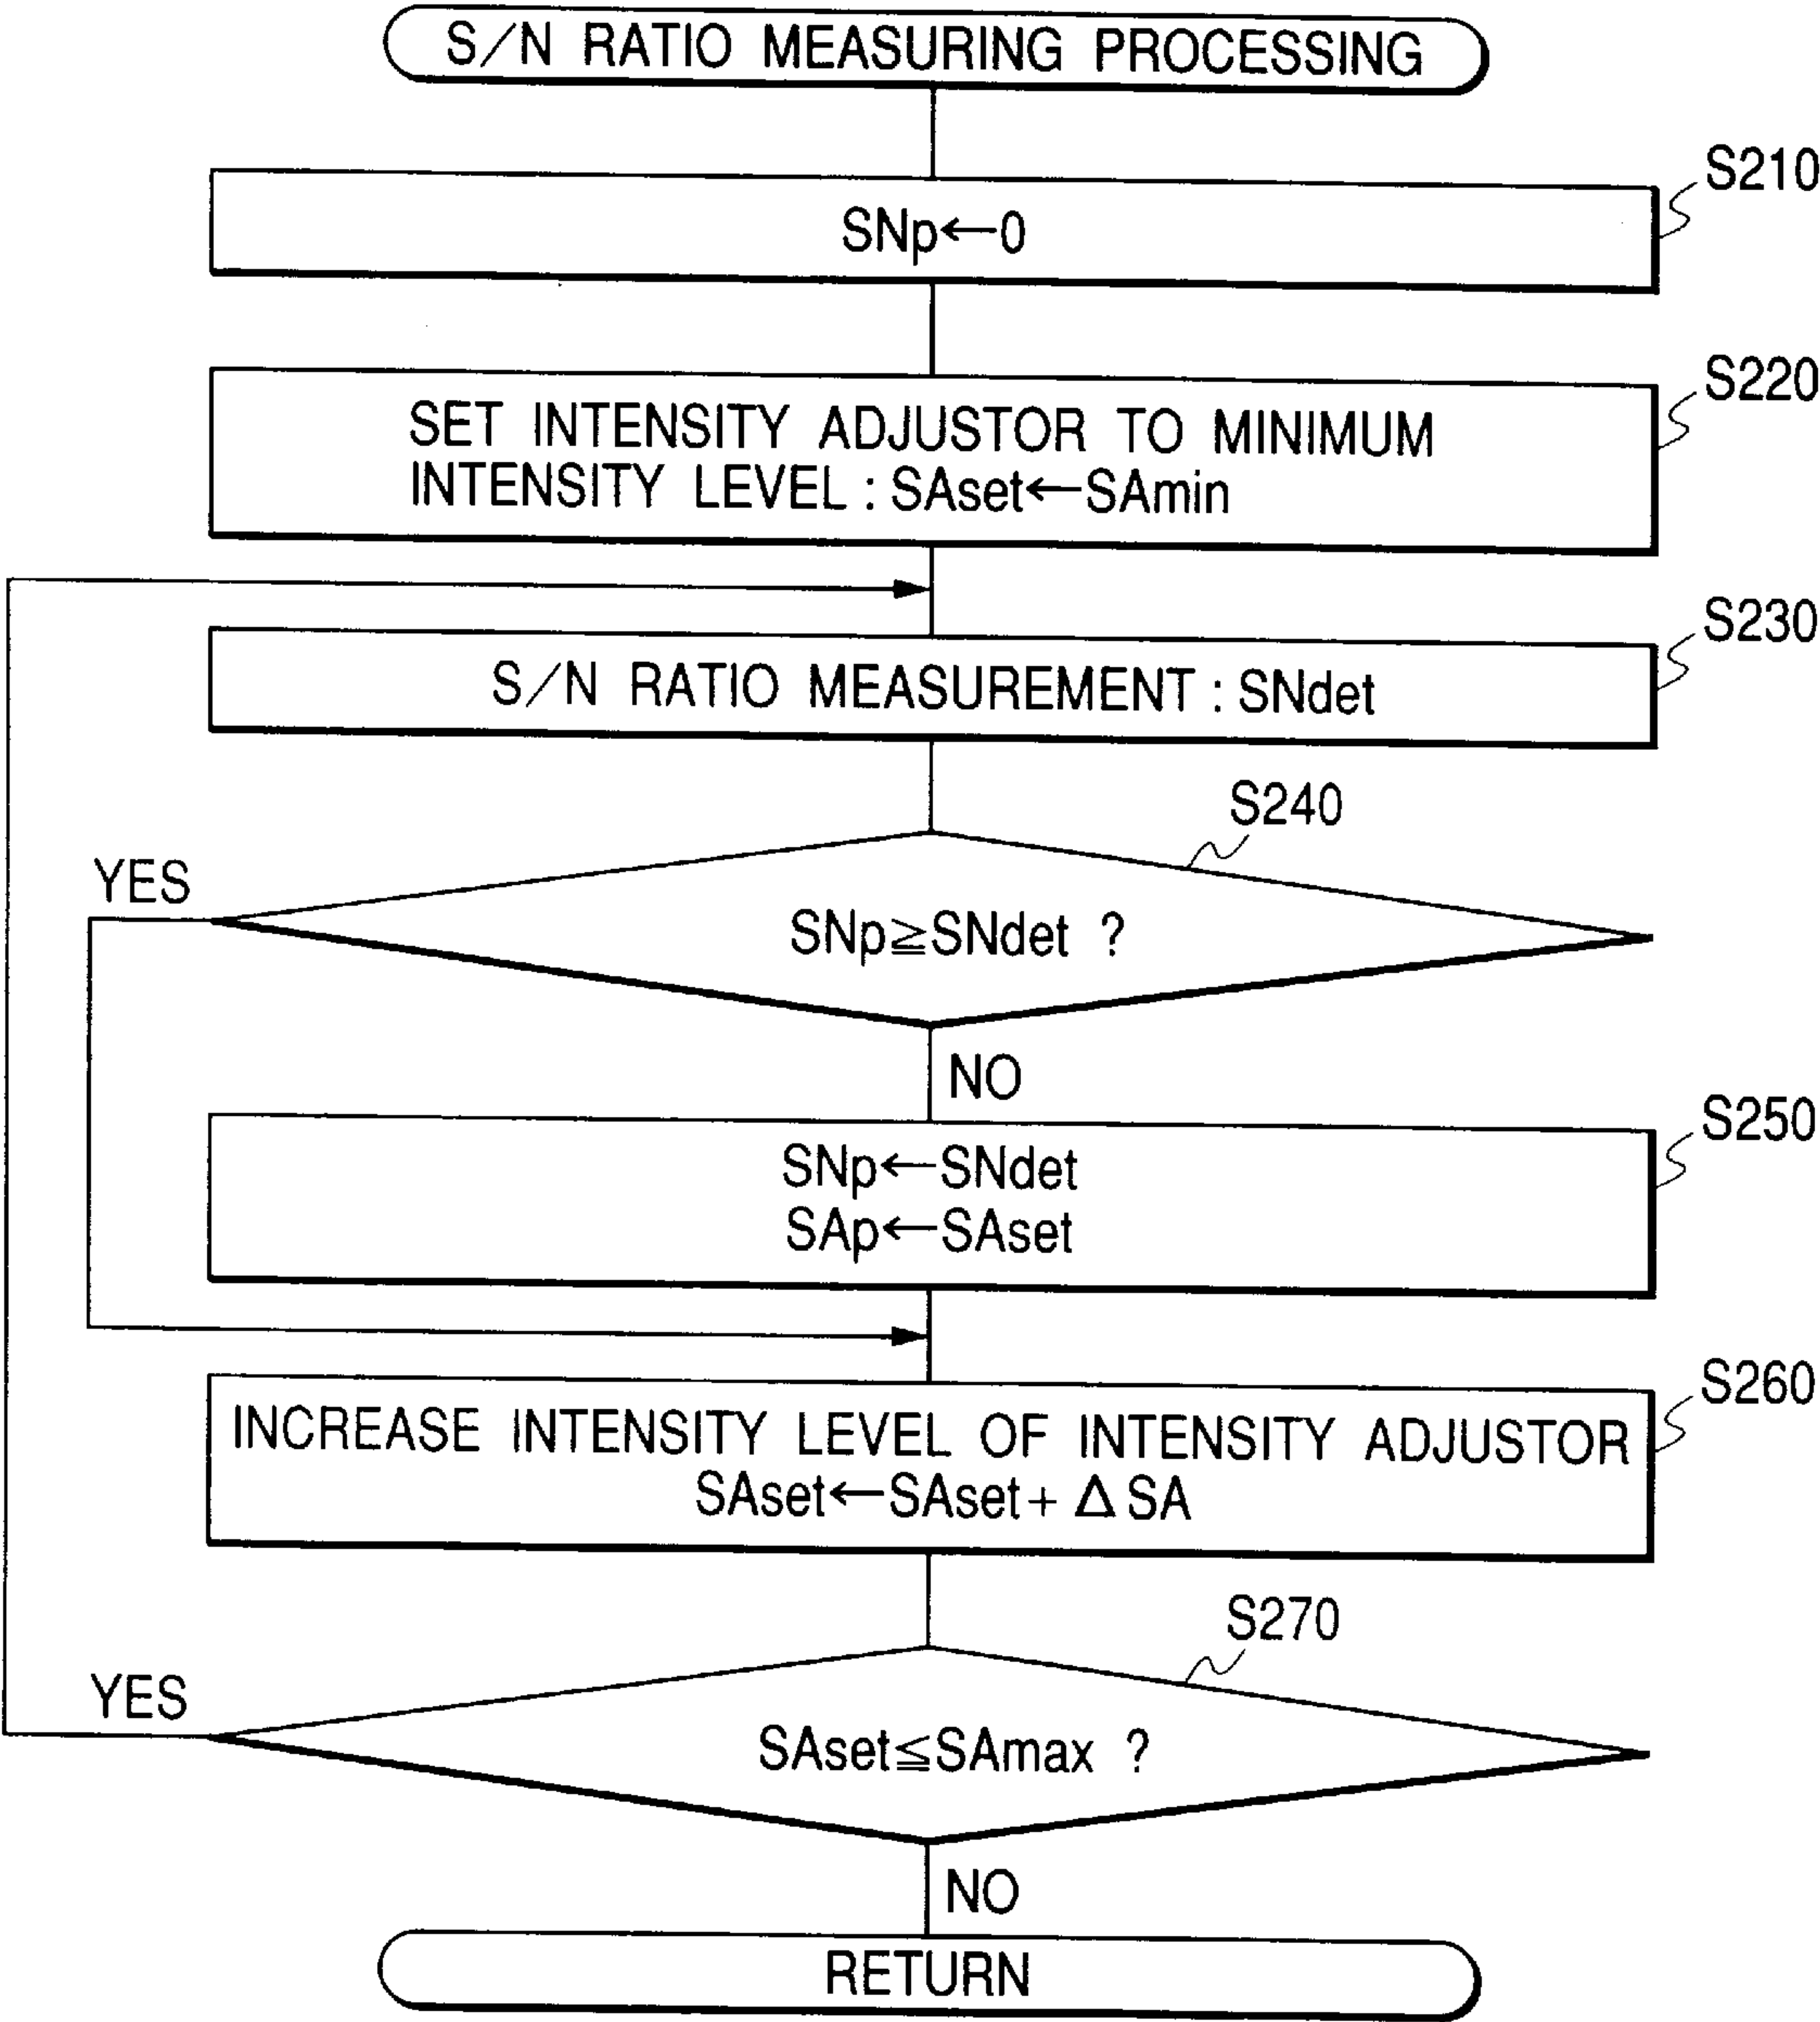 S/N RATIO MEASURING PROCESSING
S210
SNp←0
S220
SET INTENSITY ADJUSTOR TO MINIMUM
INTENSITY LEVEL : SAset←SAmin
S230
S/N RATIO MEASUREMENT : SNdet
S240
YES
SNp≧SNdet ?
NO
S250
SNp←SNdet
SAp←SAset
S260
INCREASE INTENSITY LEVEL OF INTENSITY ADJUSTOR
SAset←SAset + Δ SA
S270
YES
SAset≦SAmax ?
NO
RETURN